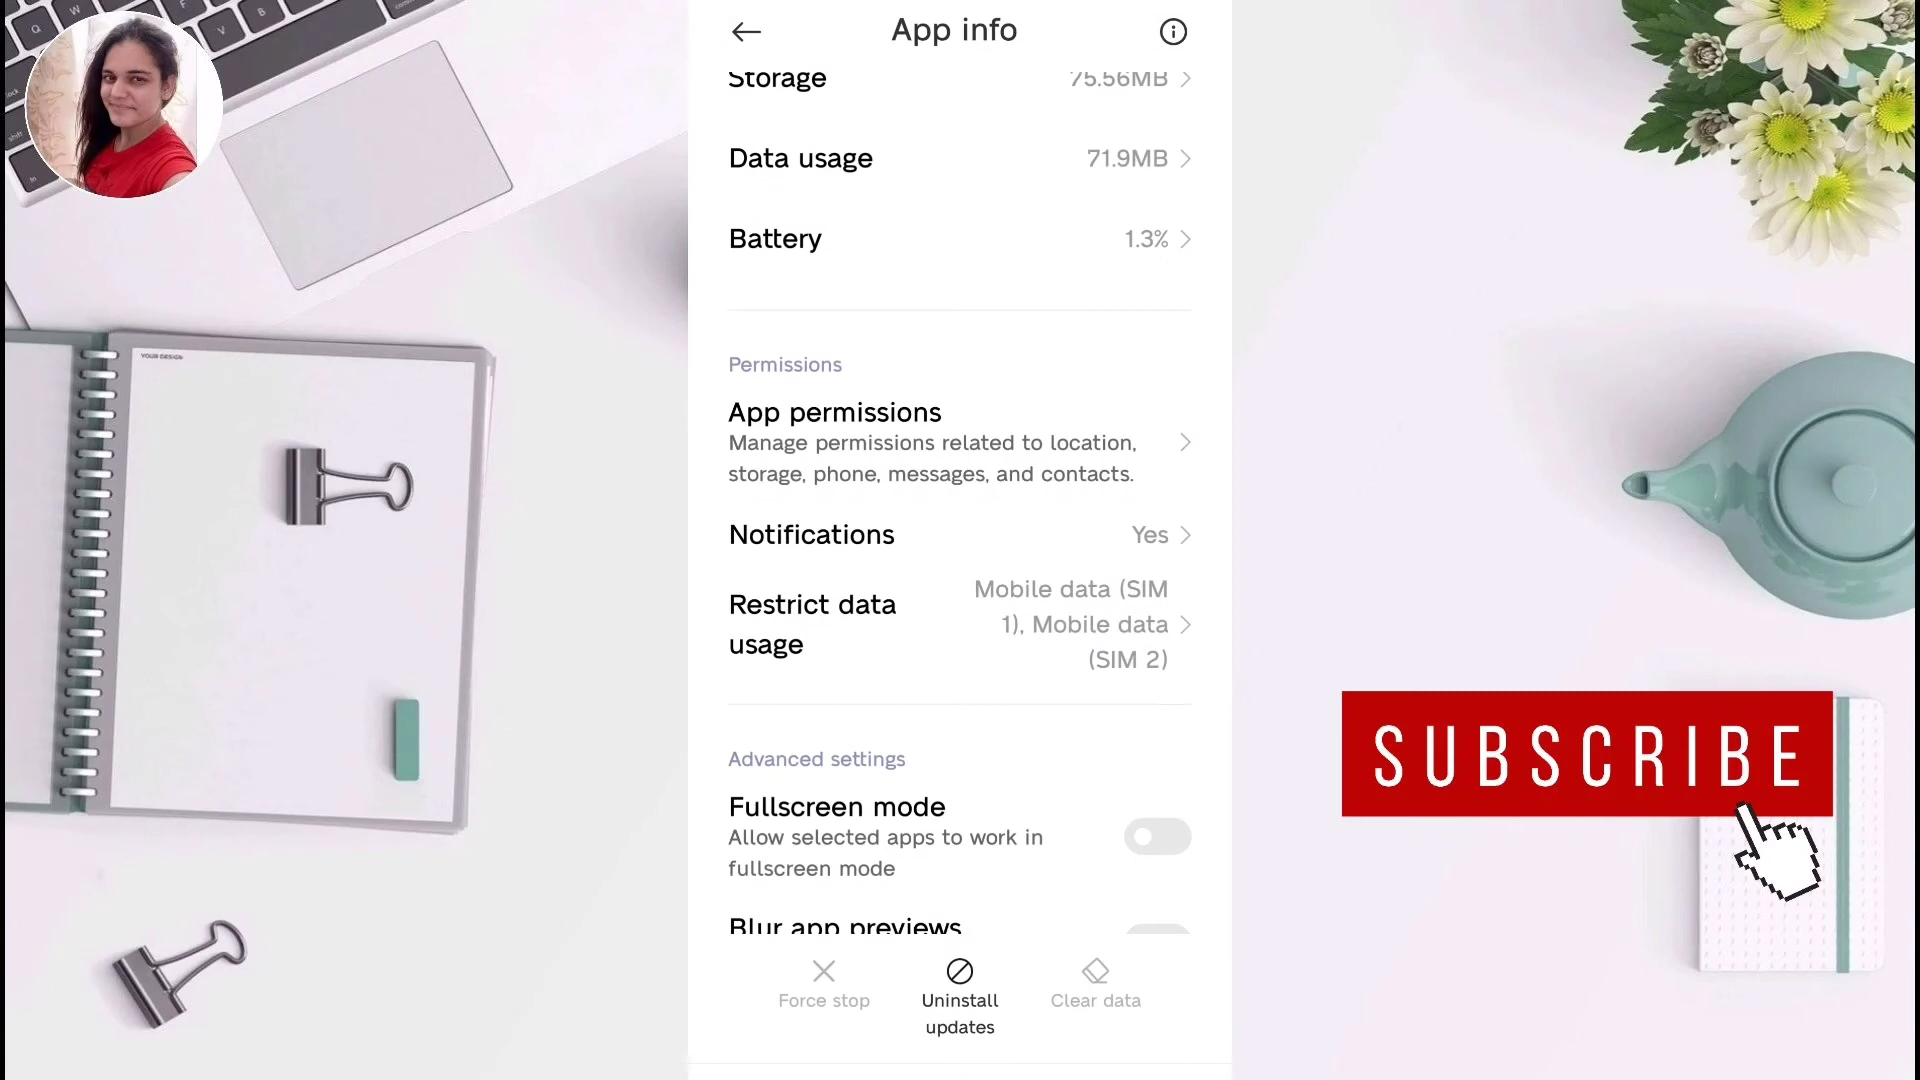 App info
Storage
75.56MB
Data usage
71.9MB
Battery
1.3%
Permissions
App permissions
Manage permissions related to location,
storage, phone, messages, and contacts.
Notifications
Yes
Restrict data
usage
Mobile data (SIM
1), Mobile data
(SIM 2)
Advanced settings
Fullscreen mode
Allow selected apps to work in
fullscreen mode
Blur app previews
Force stop
Uninstall
updates
Clear data
YOUR DESIGN
SUBSCRIBE
Q
W
F
V
B
shift